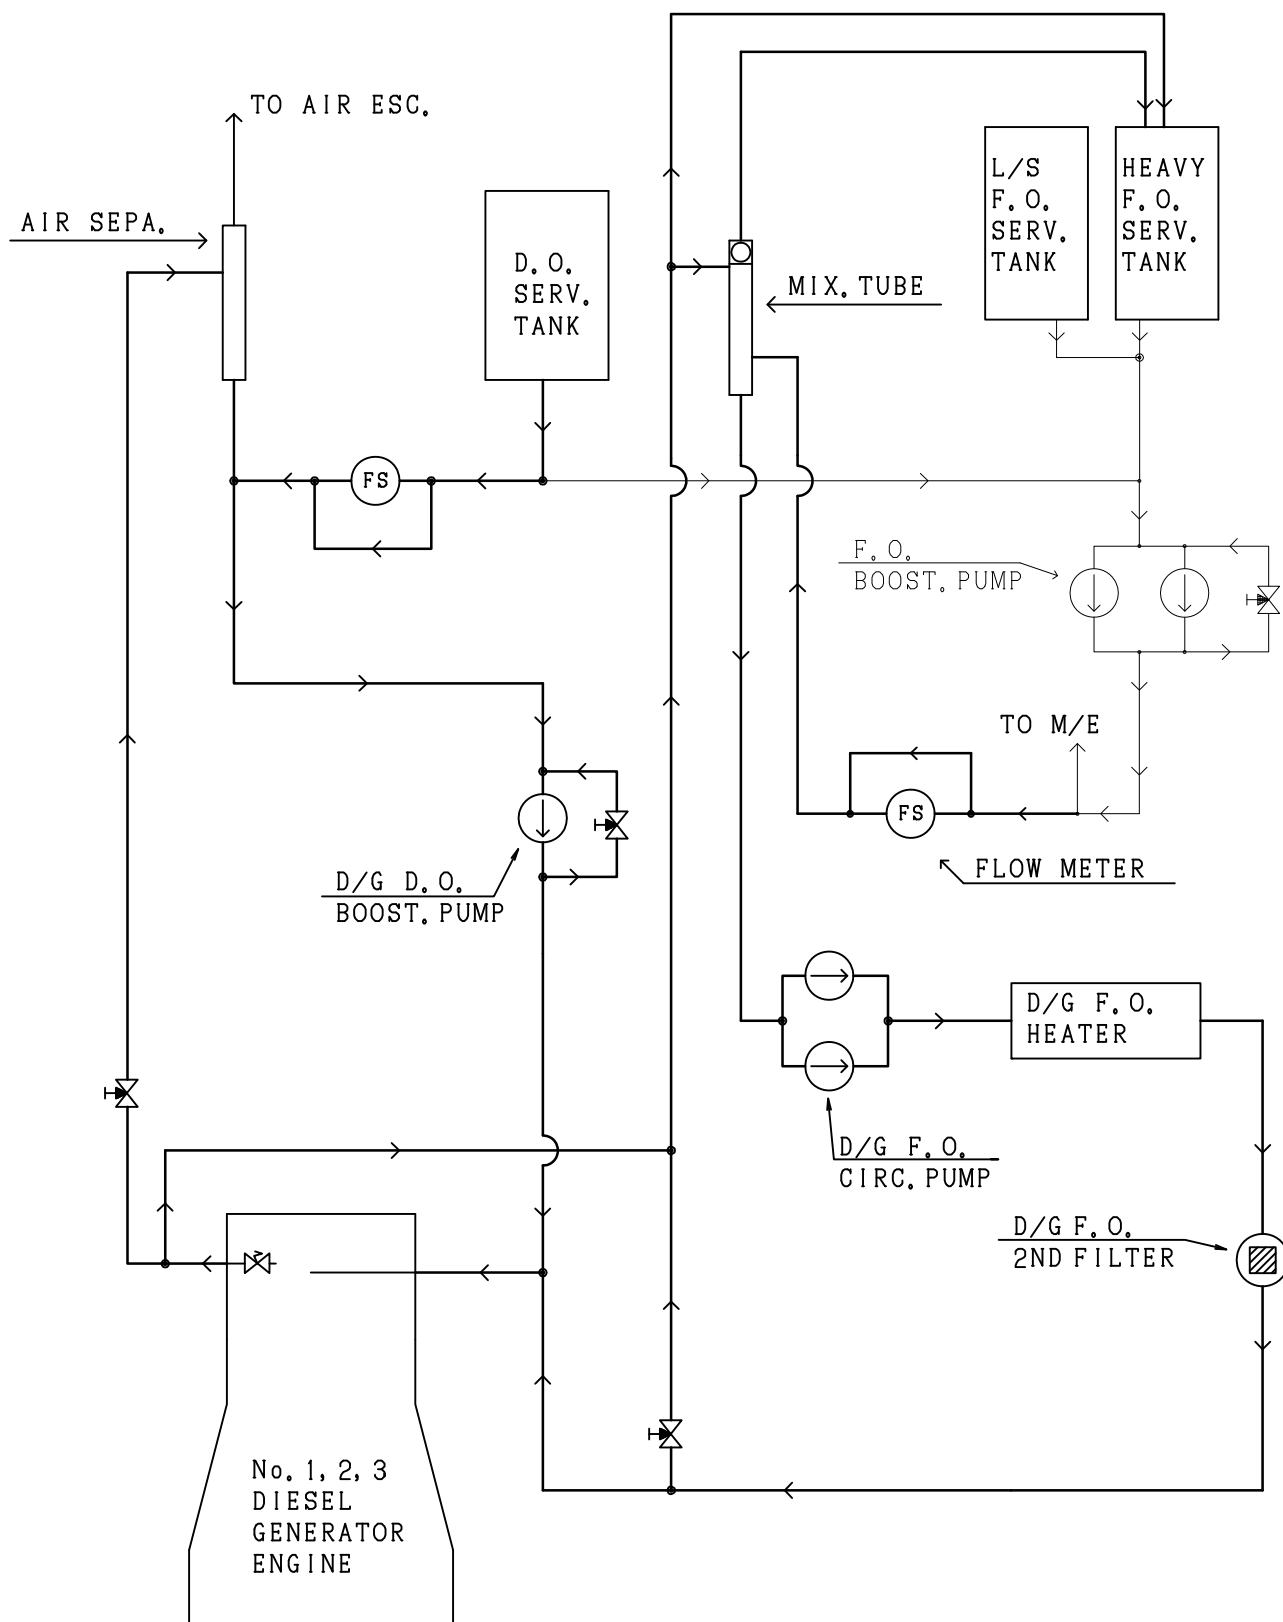 TO AIR ESC.
AIR SEPA.
D.O.
SERV.
TANK
L/S
F.O.
SERV.
TANK
HEAVY
F.O.
SERV.
TANK
MIX. TUBE
FS
F.O.
BOOST. PUMP
TO M/E
FS
FLOW METER
D/G D.O.
BOOST. PUMP
D/G F.O.
HEATER
D/G F.O.
CIRC. PUMP
D/G F.O.
2ND FILTER
No. 1, 2, 3
DIESEL
GENERATOR
ENGINE